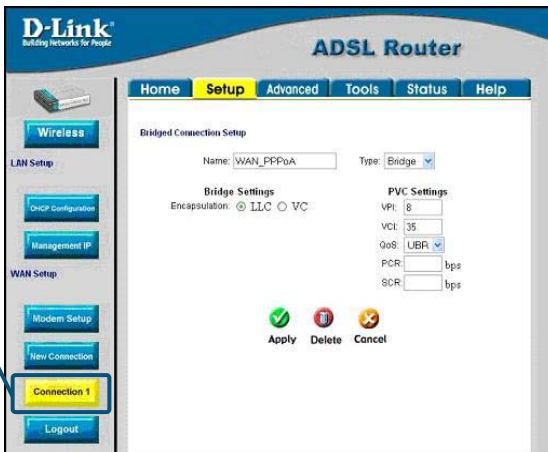 D-Link
Building Networks for People
ADSL Router
Home Setup Advanced Tools Status Help
Wireless
LAN Setup
DHCP Configuration
Management IP
WAN Setup
Modem Setup
New Connection
Connection 1
Logout
Bridged Connection Setup
Name: WAN_PPPoA Type: Bridge
Bridge Settings
Encapsulation: LLC VC
PVC Settings
VPI: 8
VCI: 35
QoS: UBR
PCR: bps
SCR: bps
Apply Delete Cancel